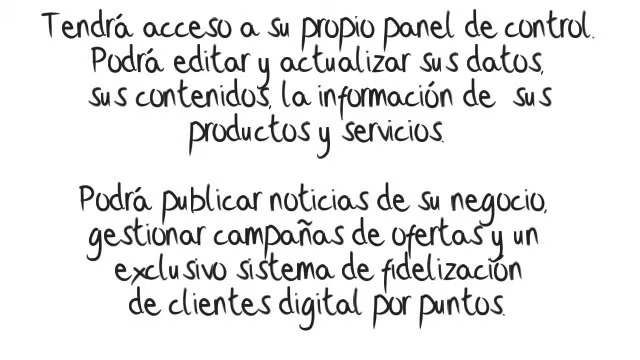 Tendrá acceso a su propio panel de control.
Podrá editar y actualizar sus datos,
sus contenidos, la información de sus
productos y servicios.
Podrá publicar noticias de su negocio,
gestionar campañas de ofertas y un
exclusivo sistema de fidelización
de clientes digital por puntos.